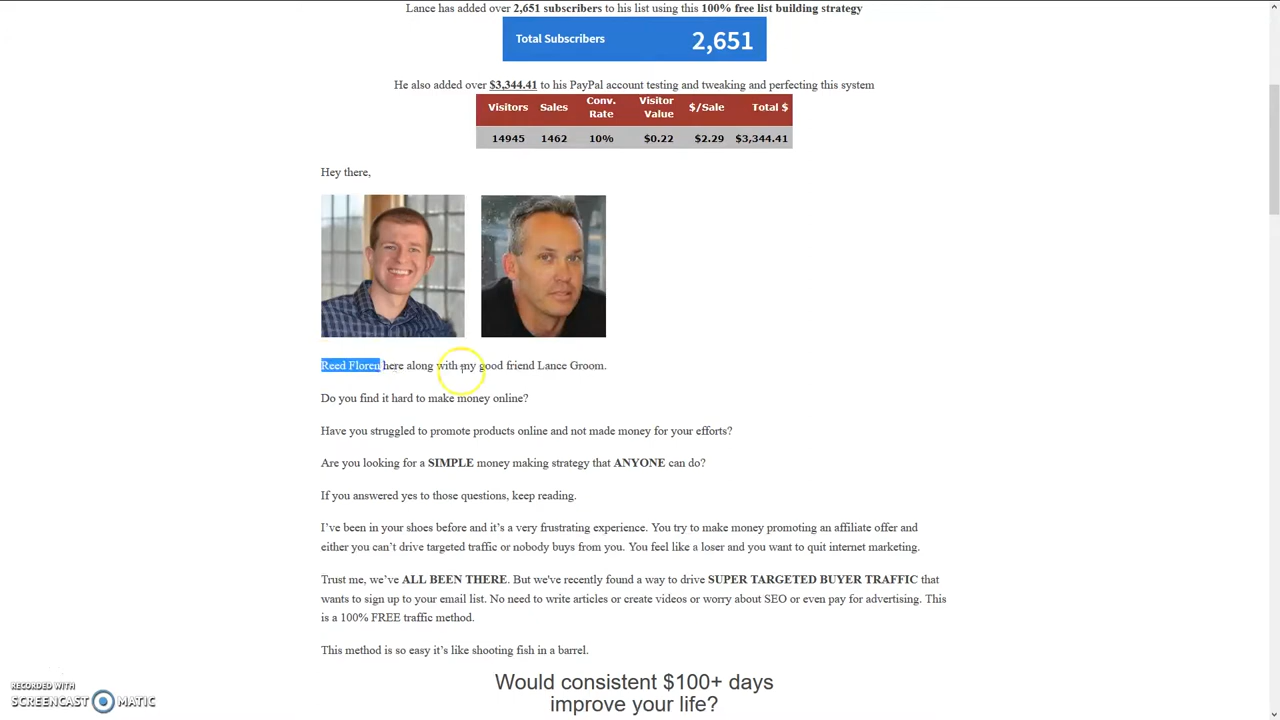 Lance has added over 2,651 subscribers to his list using this 100% free list building strategy
Total Subscribers 2,651
He also added over $3,344.41 to his PayPal account testing and tweaking and perfecting this system
Visitors Sales Conv. Rate Visitor Value $/Sale Total $
14945 1462 10% $0.22 $2.29 $3,344.41
Hey there,
Reed Floren here along with my good friend Lance Groom.
Do you find it hard to make money online?
Have you struggled to promote products online and not made money for your efforts?
Are you looking for a SIMPLE money making strategy that ANYONE can do?
If you answered yes to those questions, keep reading.
I’ve been in your shoes before and it’s a very frustrating experience. You try to make money promoting an affiliate offer and
either you can’t drive targeted traffic or nobody buys from you. You feel like a loser and you want to quit internet marketing.
Trust me, we’ve ALL BEEN THERE. But we've recently found a way to drive SUPER TARGETED BUYER TRAFFIC that
wants to sign up to your email list. No need to write articles or create videos or worry about SEO or even pay for advertising. This
is a 100% FREE traffic method.
This method is so easy it’s like shooting fish in a barrel.
Would consistent $100+ days
improve your life?
RECORDED WITH
SCREENCAST MATIC